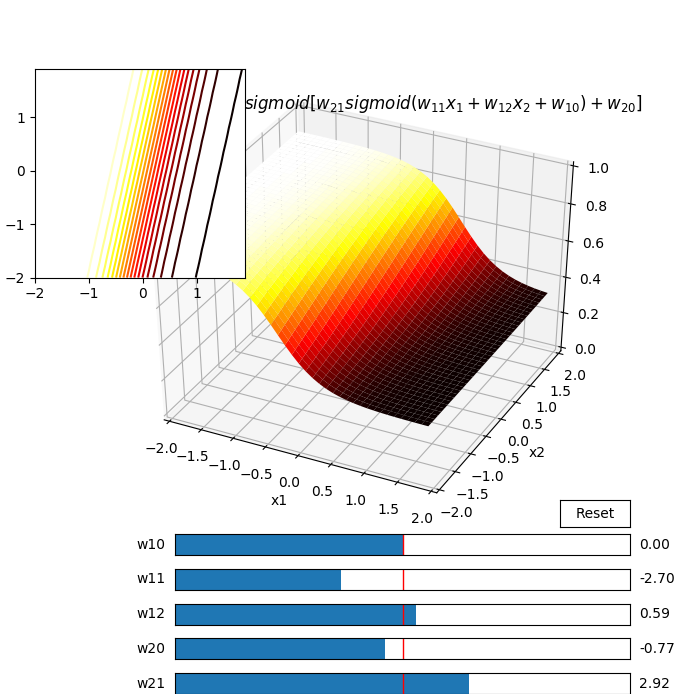 sigmoid[w21sigmoid(w11x1 + w12x2 + w10) + w20]
1
0
−1
−2
−2 −1 0 1
1.0
0.8
0.6
0.4
0.2
0.0
2.0
1.5
1.0
0.5
0.0
−0.5
−1.0
−1.5
−2.0
x2
−2.0 −1.5 −1.0 −0.5 0.0 0.5 1.0 1.5 2.0
x1
Reset
w10 0.00
w11 -2.70
w12 0.59
w20 -0.77
w21 2.92